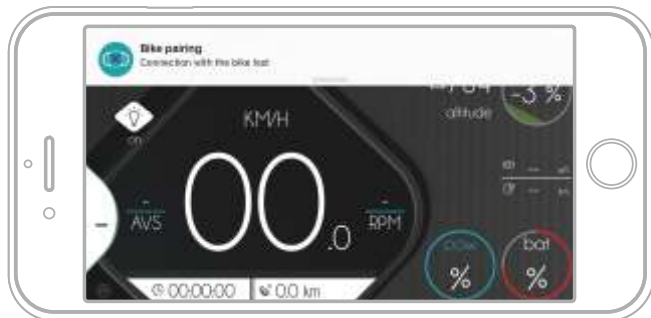 Bike pairing
Connection with the bike lost
altitude
-3 %
on
KM/H
00.0
-
AVS
-
RPM
-
-- 
--
bat
%
%
00:00:00
0.0 km